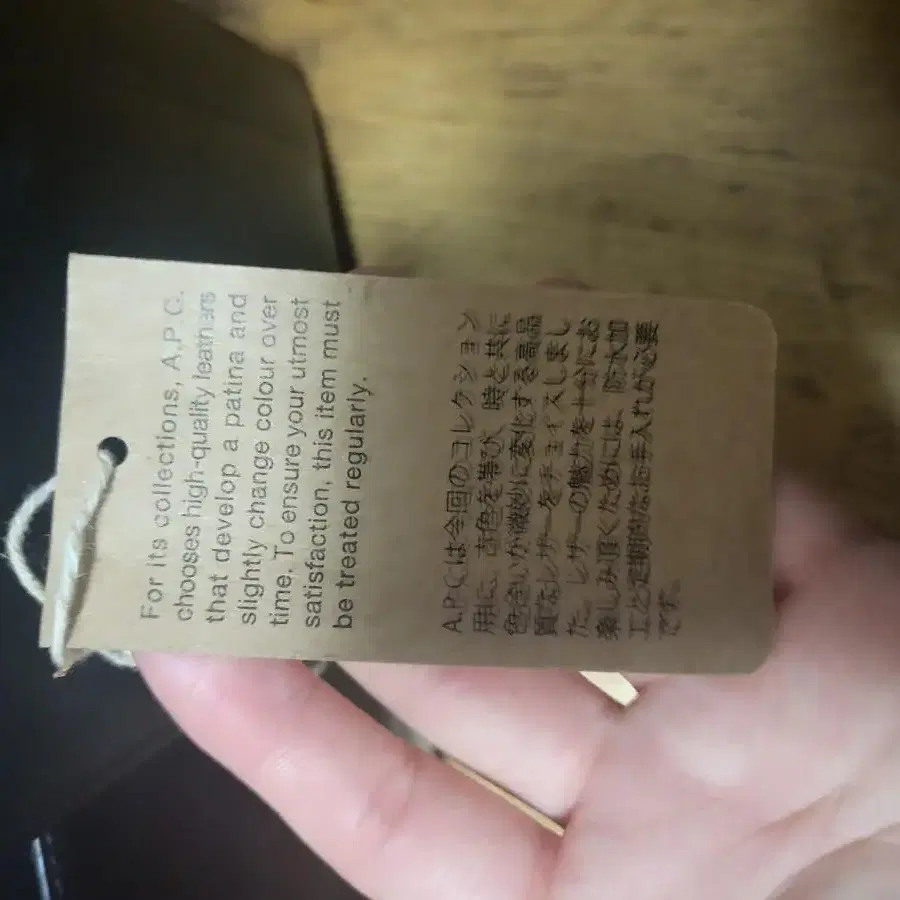 For its collections, A.P.C.
chooses high-quality leathers
that develop a patina and
slightly change colour over
time. To ensure your utmost
satisfaction, this item must
be treated regularly.
A.P.C.は今回のコレクション
用に、古色を帯び、時と共に
色合いが微妙に変化する高品
質なレザーをチョイスしまし
た。レザーの魅力を十分にお
楽しみ頂くためには、防水加
工と定期的なお手入れが必要
です。